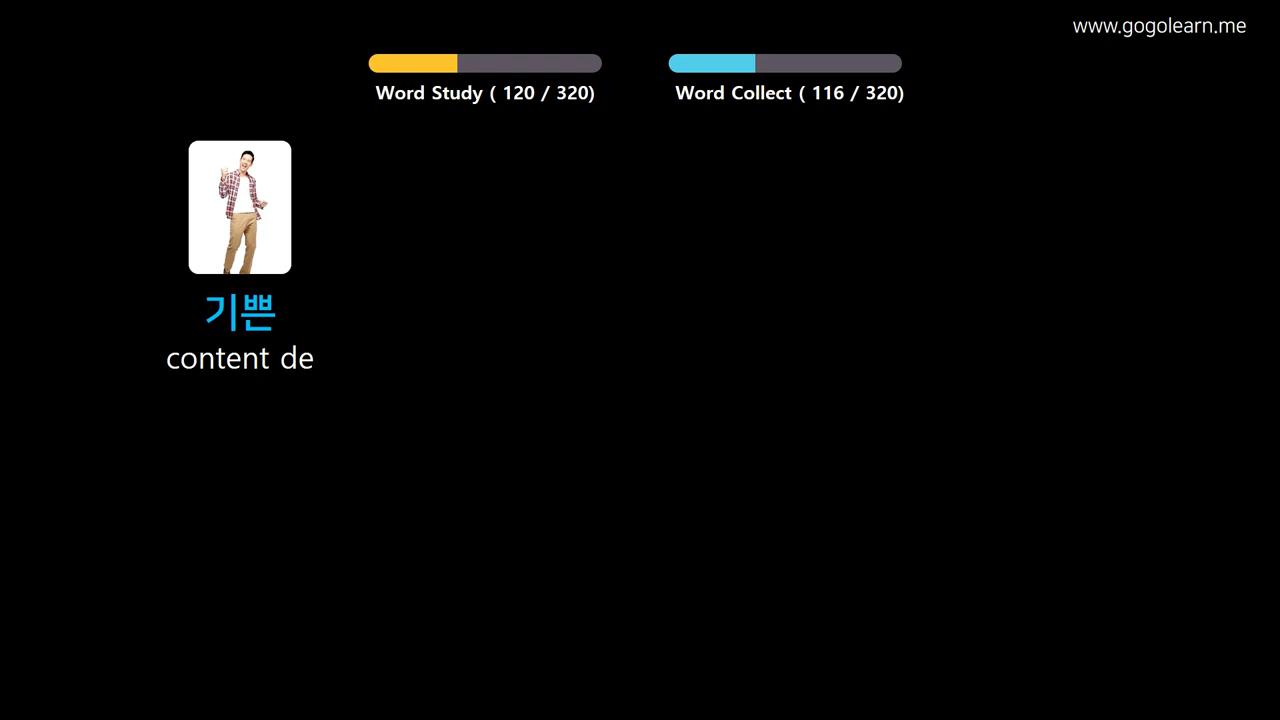 www.gogolearn.me
Word Study ( 120 / 320)
Word Collect ( 116 / 320)
기쁜
content de